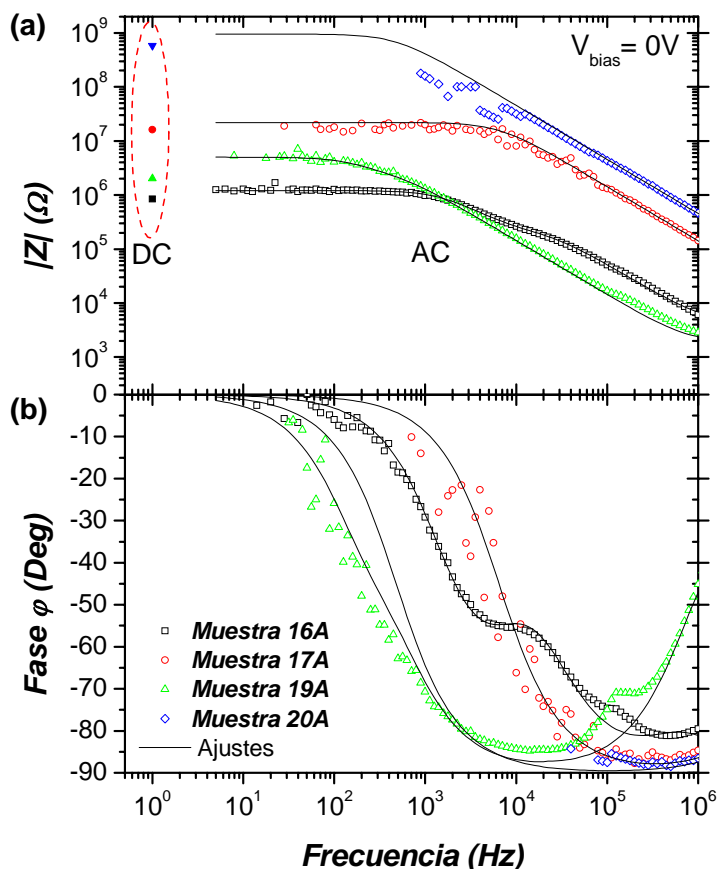 (a)
V_bias = 0V
10^9
10^8
10^7
10^6
10^5
10^4
10^3
|Z| (Ω)
DC
AC
(b)
0
-10
-20
-30
-40
-50
-60
-70
-80
-90
Fase φ (Deg)
Muestra 16A
Muestra 17A
Muestra 19A
Muestra 20A
Ajustes
10^0 10^1 10^2 10^3 10^4 10^5 10^6
Frecuencia (Hz)